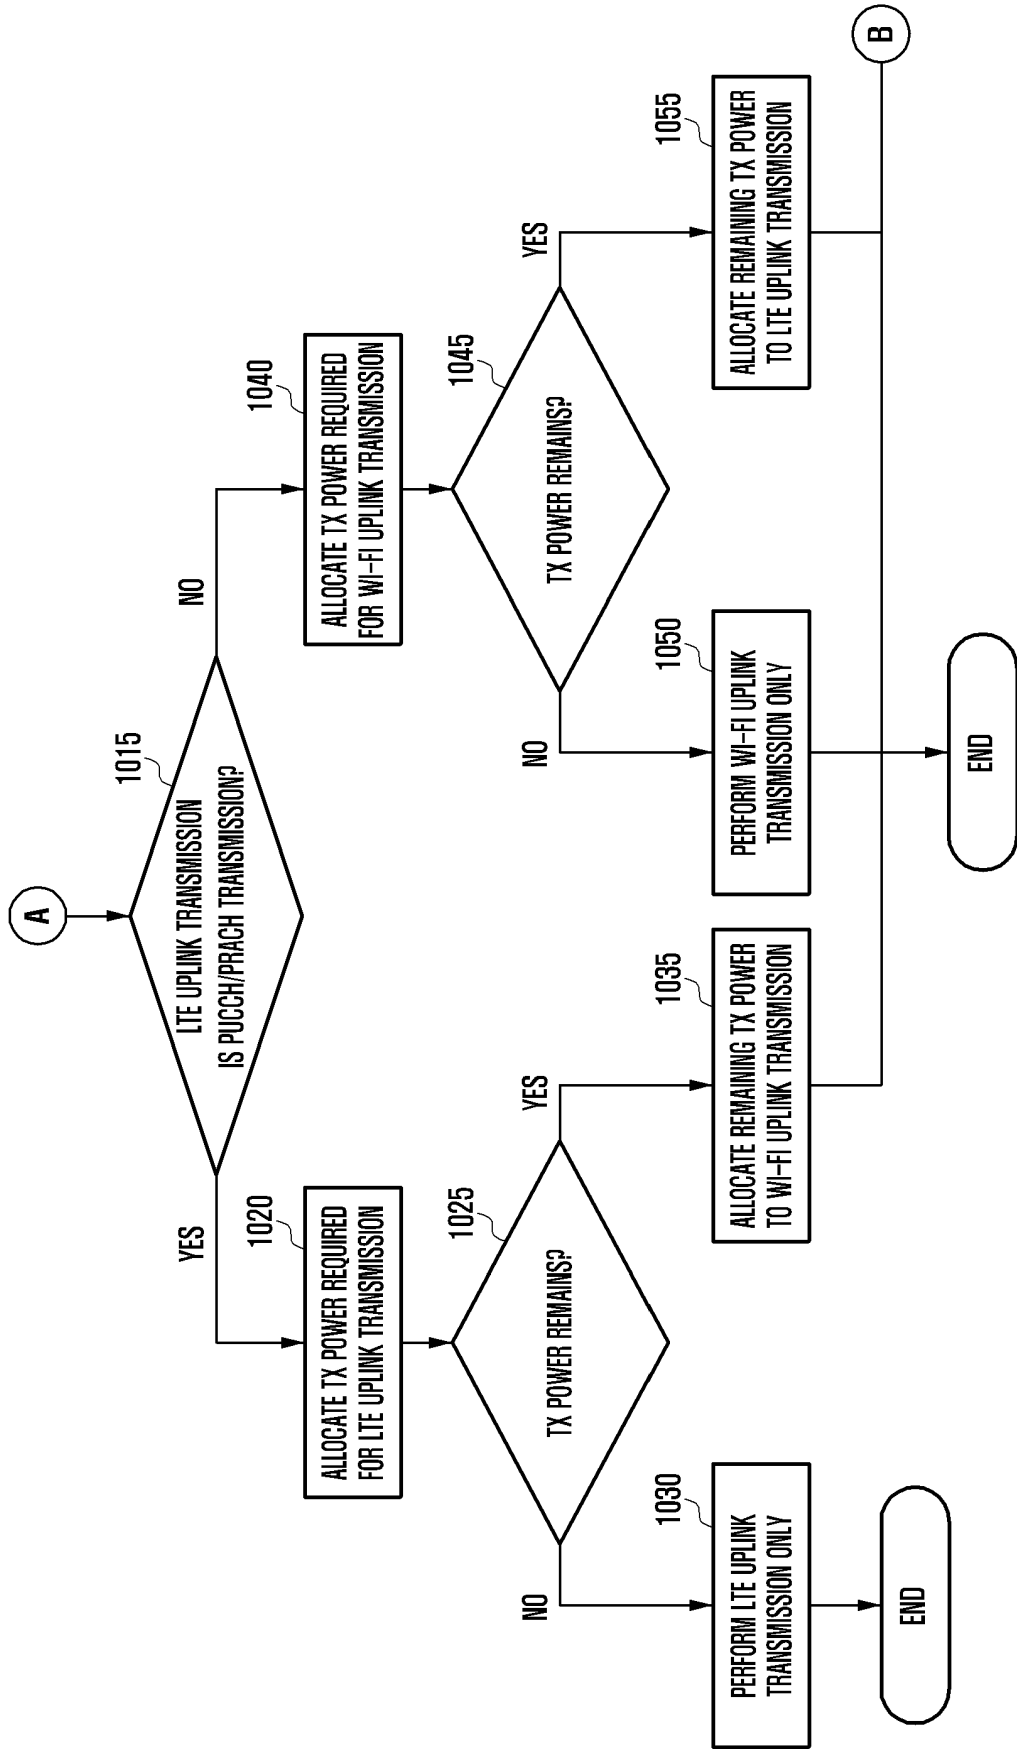 A
1015
LTE UPLINK TRANSMISSION
IS PUCCH/PRACH TRANSMISSION?
YES
NO
1020
ALLOCATE TX POWER REQUIRED
FOR LTE UPLINK TRANSMISSION
1040
ALLOCATE TX POWER REQUIRED
FOR WI-FI UPLINK TRANSMISSION
1025
TX POWER REMAINS?
NO
YES
1045
TX POWER REMAINS?
NO
YES
1030
PERFORM LTE UPLINK
TRANSMISSION ONLY
1035
ALLOCATE REMAINING TX POWER
TO WI-FI UPLINK TRANSMISSION
1050
PERFORM WI-FI UPLINK
TRANSMISSION ONLY
1055
ALLOCATE REMAINING TX POWER
TO LTE UPLINK TRANSMISSION
B
END
END